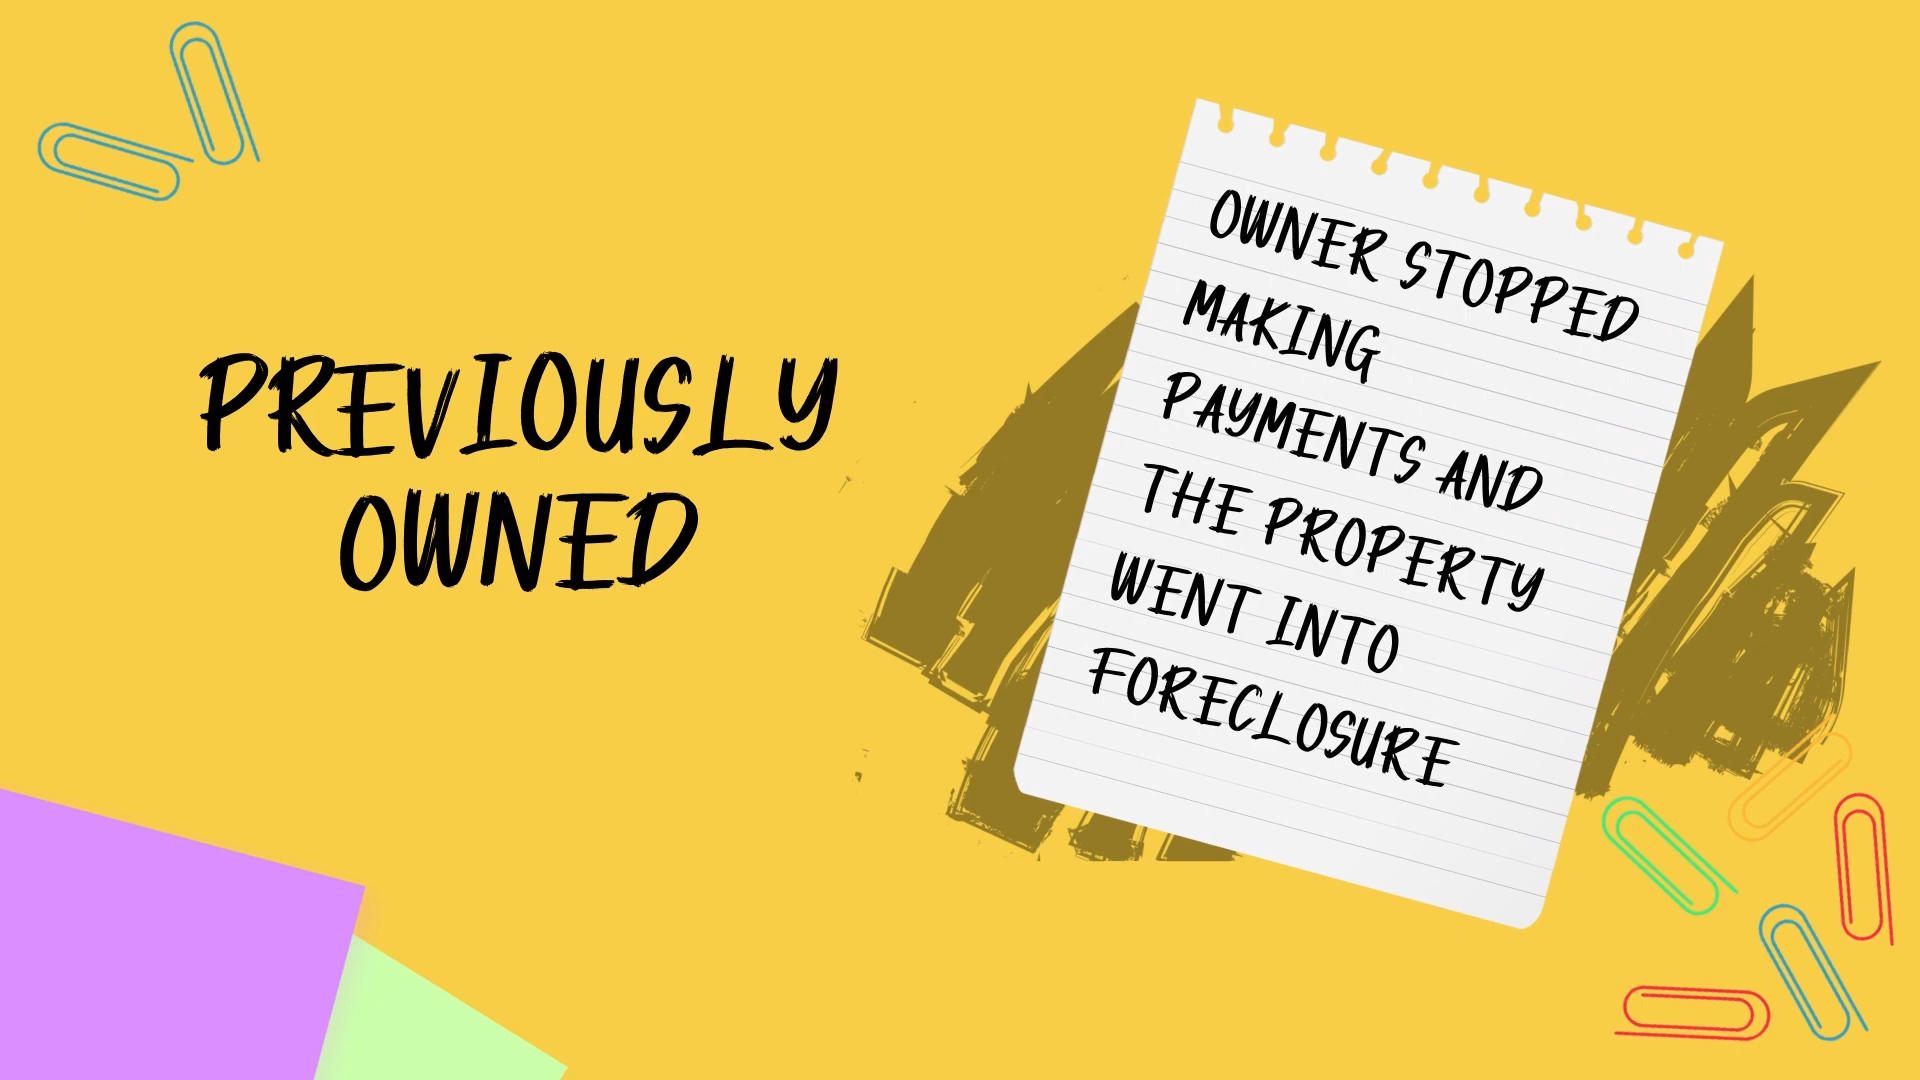 PREVIOUSLY
OWNED
OWNER STOPPED
MAKING
PAYMENTS AND
THE PROPERTY
WENT INTO
FORECLOSURE